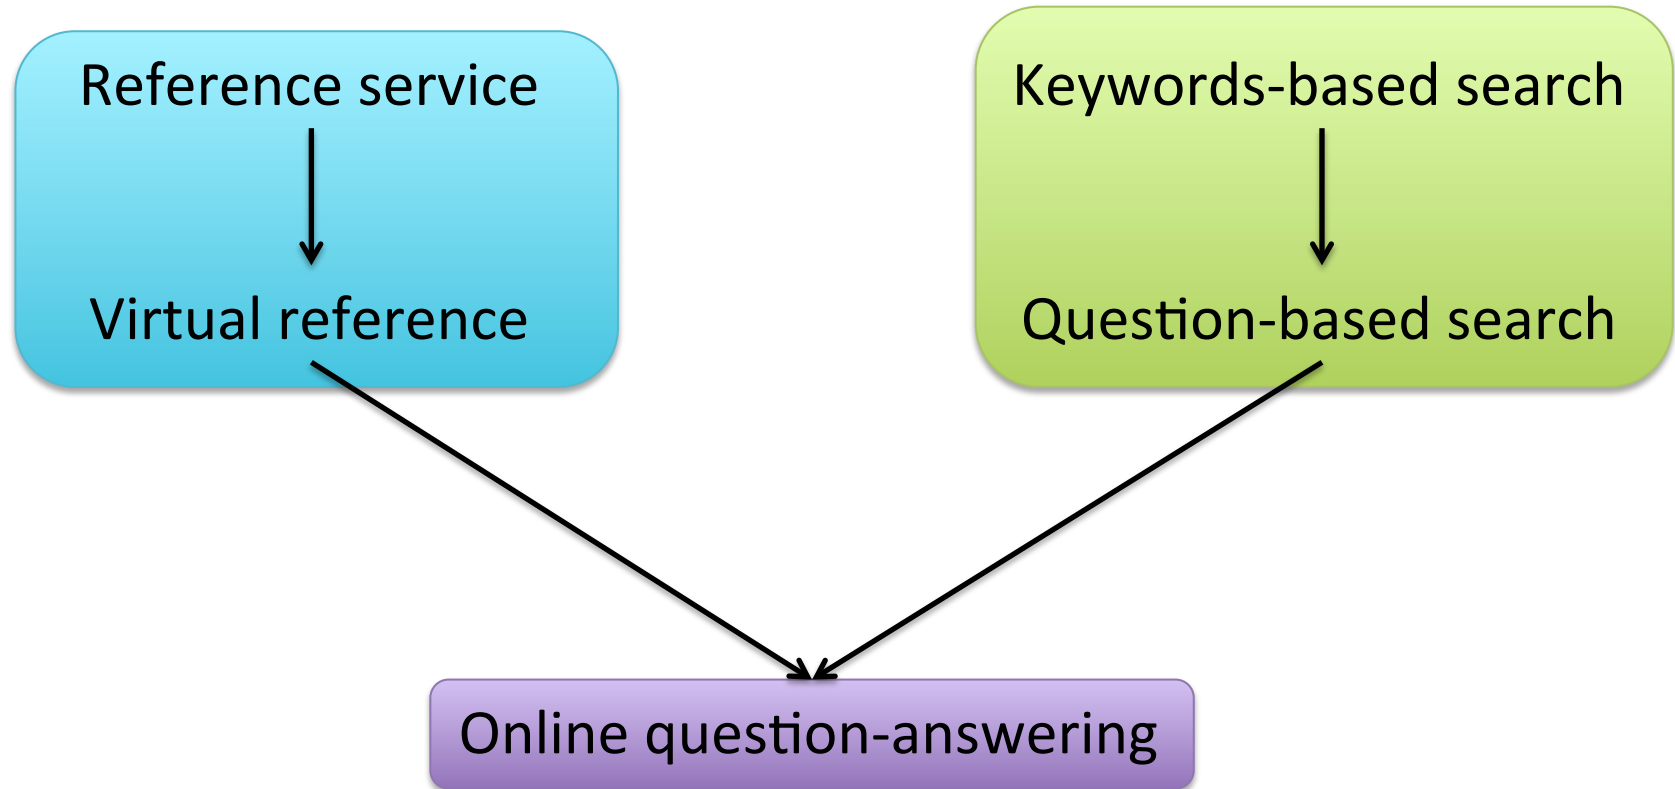 Reference service
Virtual reference
Keywords-based search
Question-based search
Online question-answering